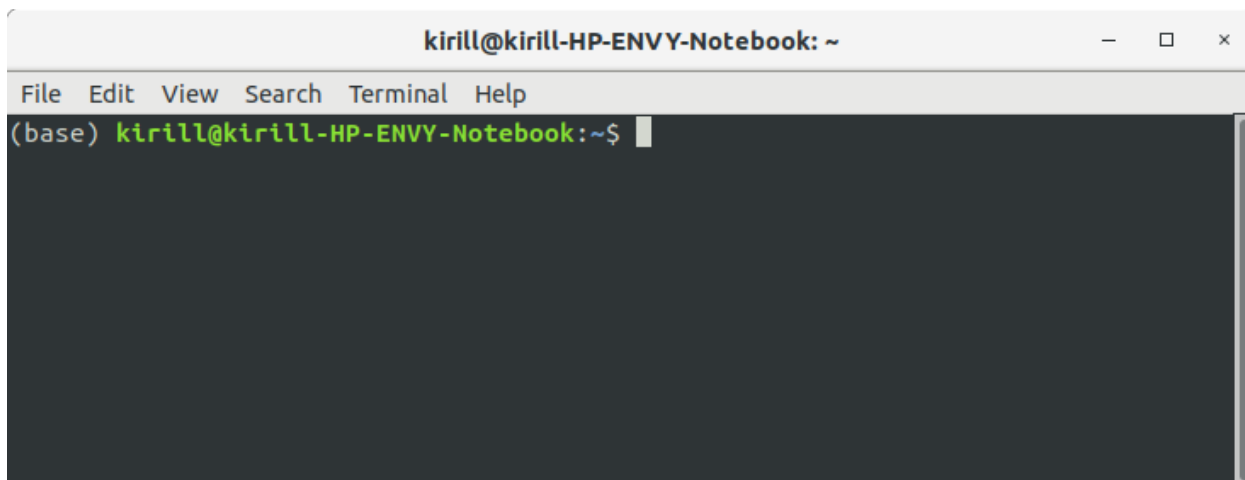 kirill@kirill-HP-ENVY-Notebook: ~
File Edit View Search Terminal Help
(base) kirill@kirill-HP-ENVY-Notebook:~$